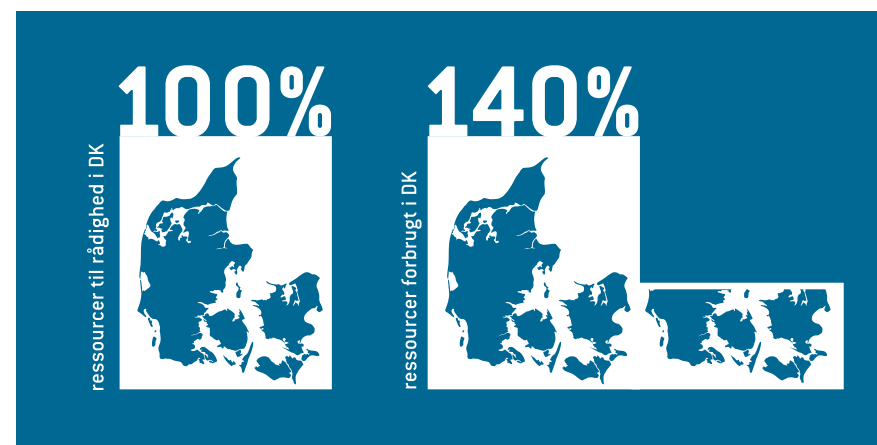 100%
ressourcer til rådighed i DK
140%
ressourcer forbrugt i DK